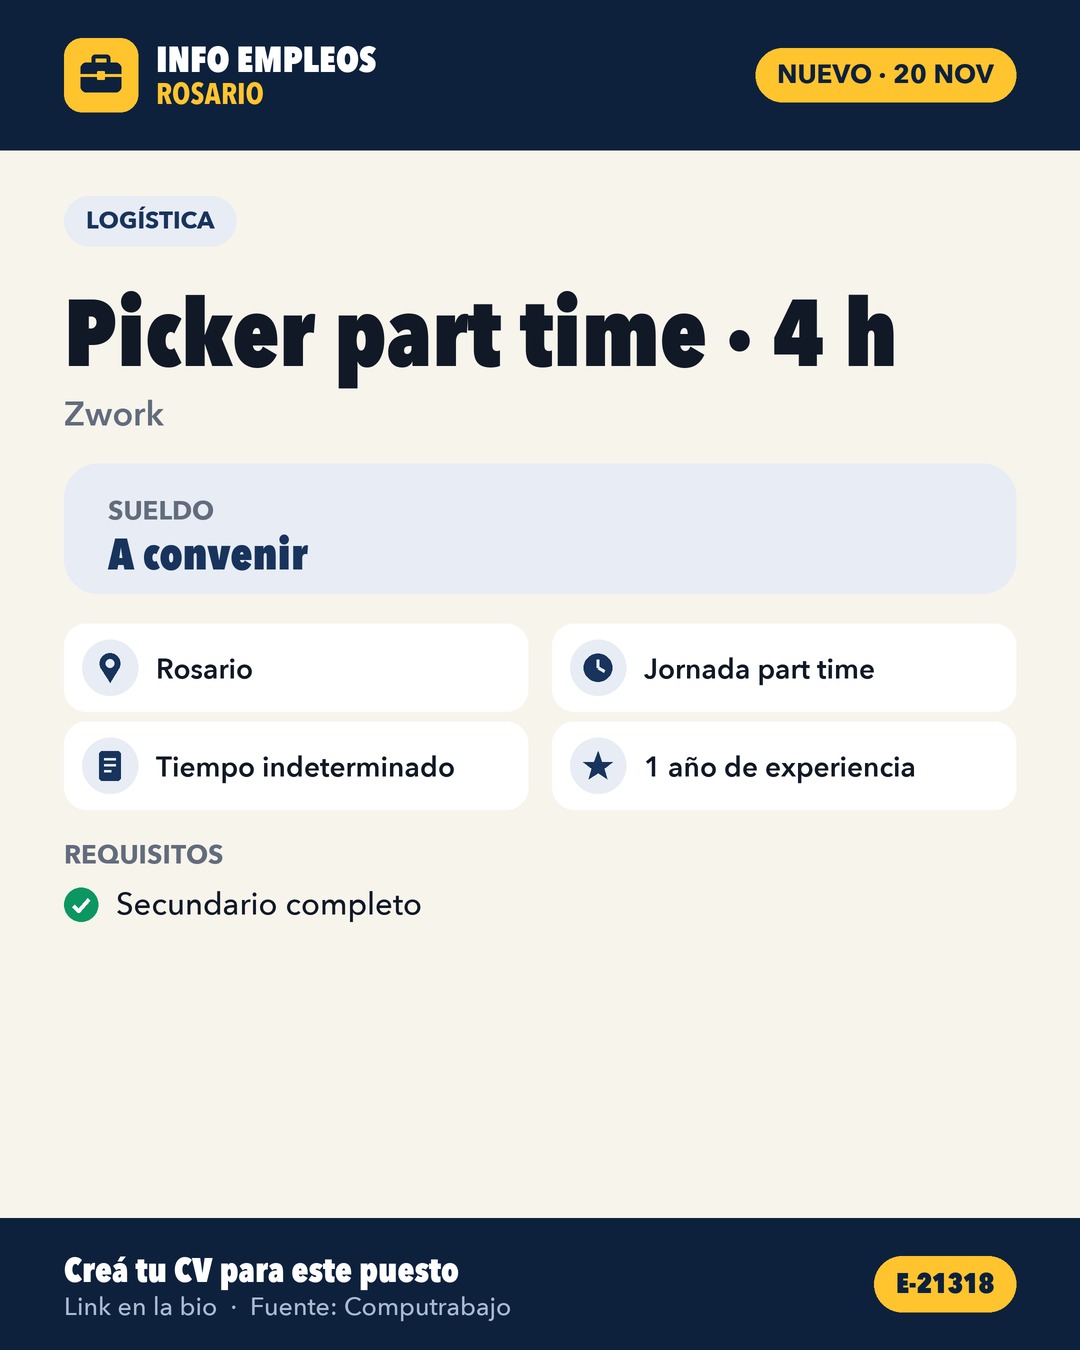 INFO EMPLEOS
ROSARIO
NUEVO · 20 NOV
LOGÍSTICA
Picker part time · 4 h
Zwork
SUELDO
A convenir
Rosario
Jornada part time
Tiempo indeterminado
1 año de experiencia
REQUISITOS
Secundario completo
Creá tu CV para este puesto
Link en la bio · Fuente: Computrabajo
E-21318